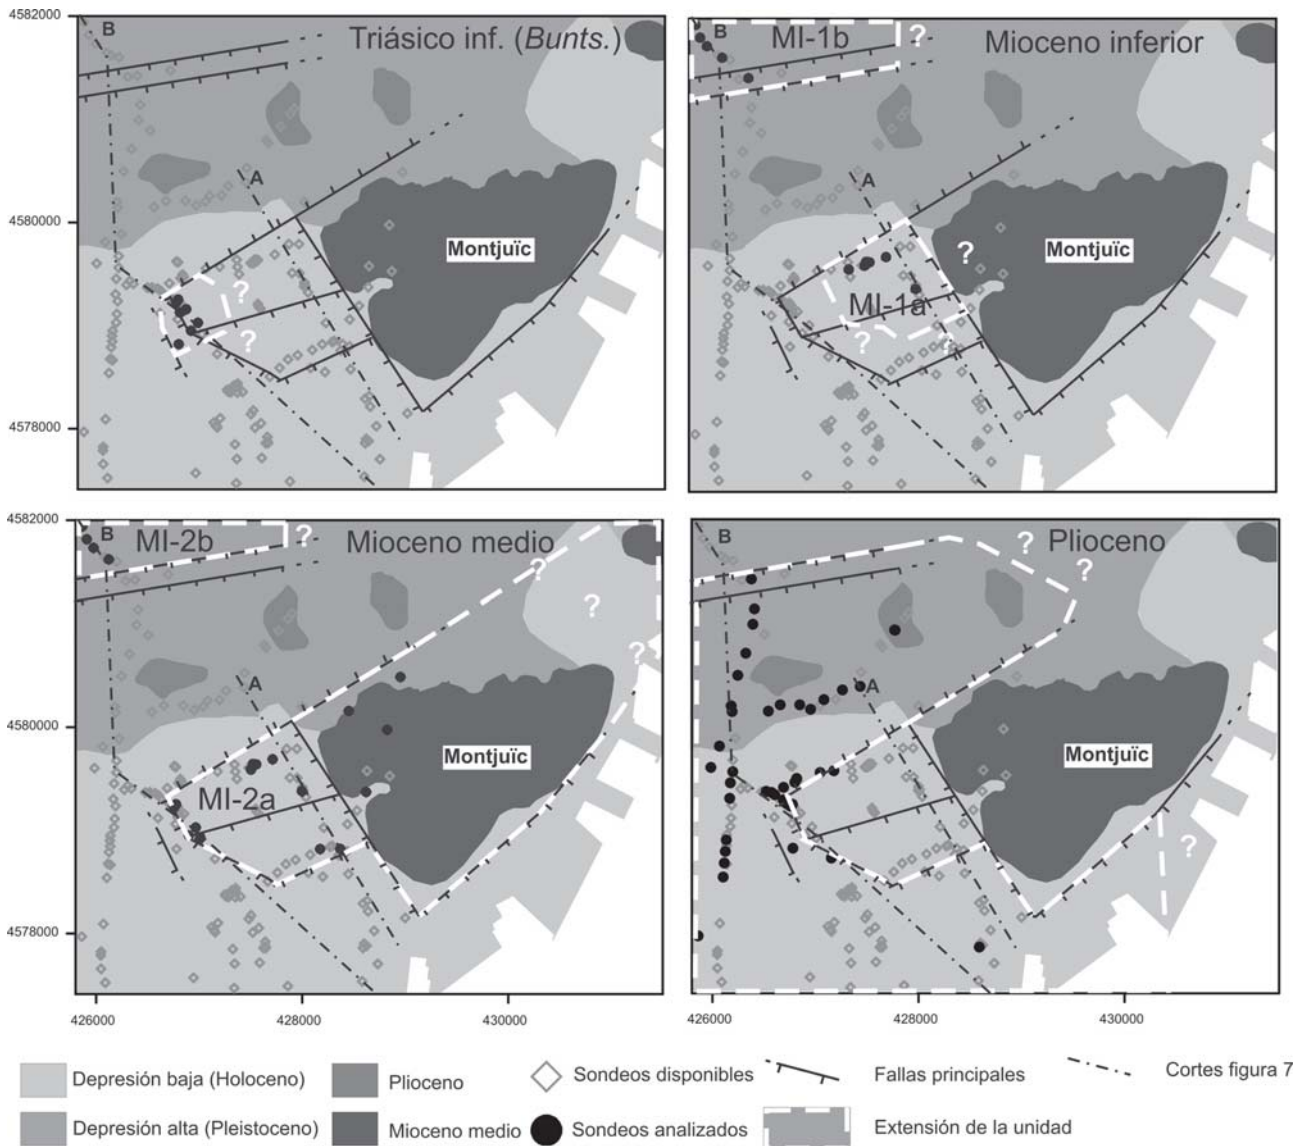 4582000
4580000
4578000
B
Triásico inf. (Bunts.)
A
Montjuïc
?
?
B
MI-1b
?
Mioceno inferior
A
Montjuïc
?
MI-1a
?
?
4582000
4580000
4578000
B
MI-2b
?
Mioceno medio
?
?
?
A
Montjuïc
MI-2a
426000
428000
430000
B
?
Plioceno
?
A
Montjuïc
?
426000
428000
430000
Depresión baja (Holoceno)
Plioceno
Sondeos disponibles
Fallas principales
Cortes figura 7
Depresión alta (Pleistoceno)
Mioceno medio
Sondeos analizados
Extensión de la unidad